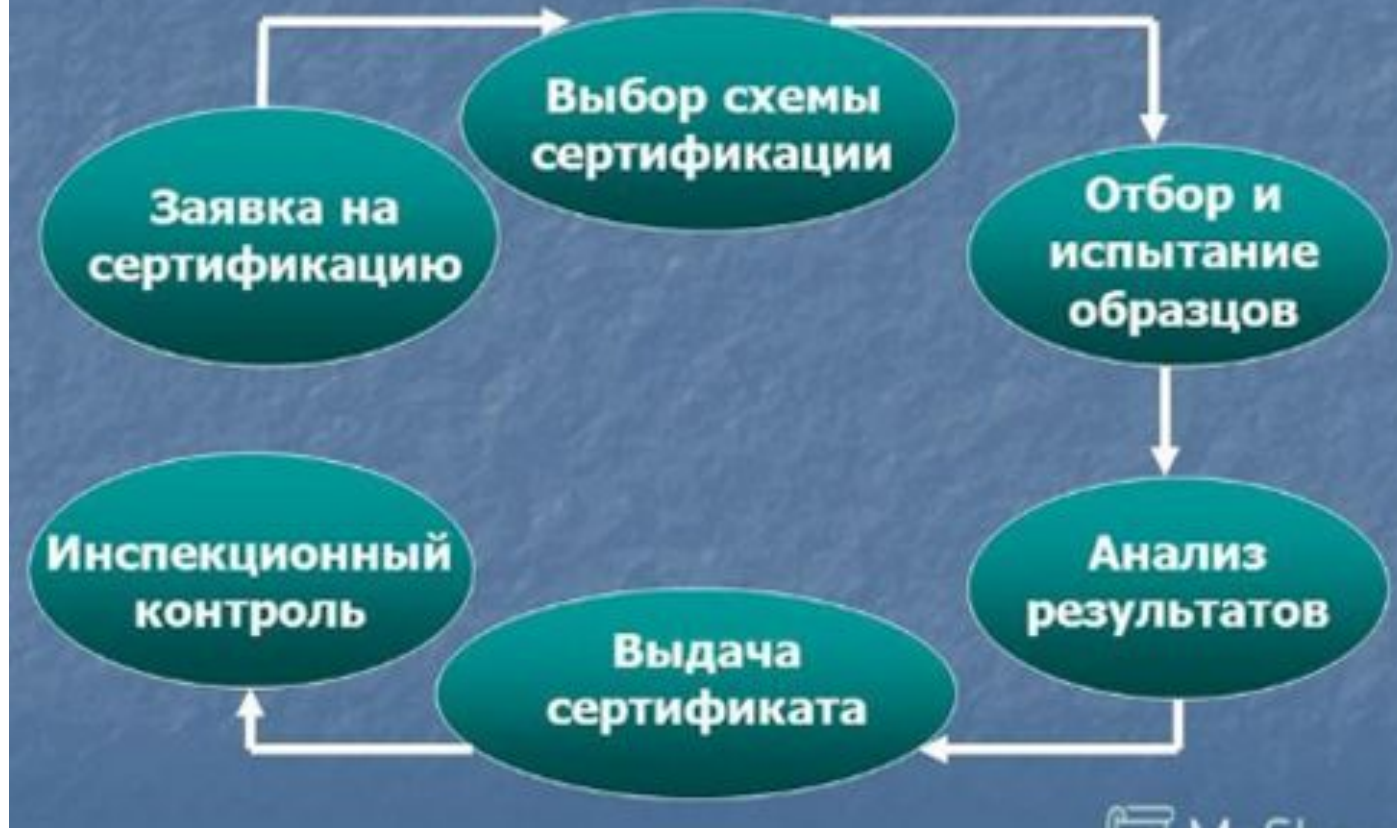 Заявка на
сертификацию
Выбор схемы
сертификации
Отбор и
испытание
образцов
Анализ
результатов
Выдача
сертификата
Инспекционный
контроль